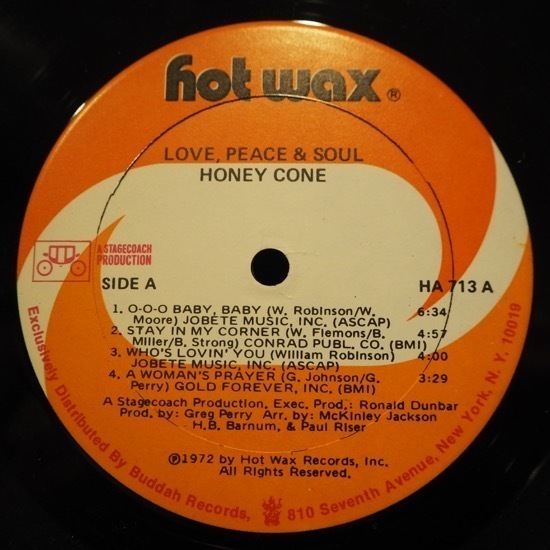 hot wax ®
LOVE, PEACE & SOUL
HONEY CONE
A STAGECOACH
PRODUCTION
SIDE A
HA 713 A
1. O-O-O BABY, BABY (W. Robinson/W. 6:34
Moore) JOBETE MUSIC, INC. (ASCAP)
2. STAY IN MY CORNER (W. Flemons/B. 4:57
Miller/B. Strong) CONRAD PUBL. CO. (BMI)
3. WHO'S LOVIN' YOU (William Robinson) 4:00
JOBETE MUSIC, INC. (ASCAP)
4. A WOMAN'S PRAYER (G. Johnson/G. 3:29
Perry) GOLD FOREVER, INC. (BMI)
A Stagecoach Production, Exec. Prod.: Ronald Dunbar
Prod. by: Greg Perry Arr. by: McKinley Jackson
H.B. Barnum, & Paul Riser
℗1972 by Hot Wax Records, Inc.
All Rights Reserved.
Exclusively Distributed By Buddah Records, 810 Seventh Avenue, New York, N. Y. 10019